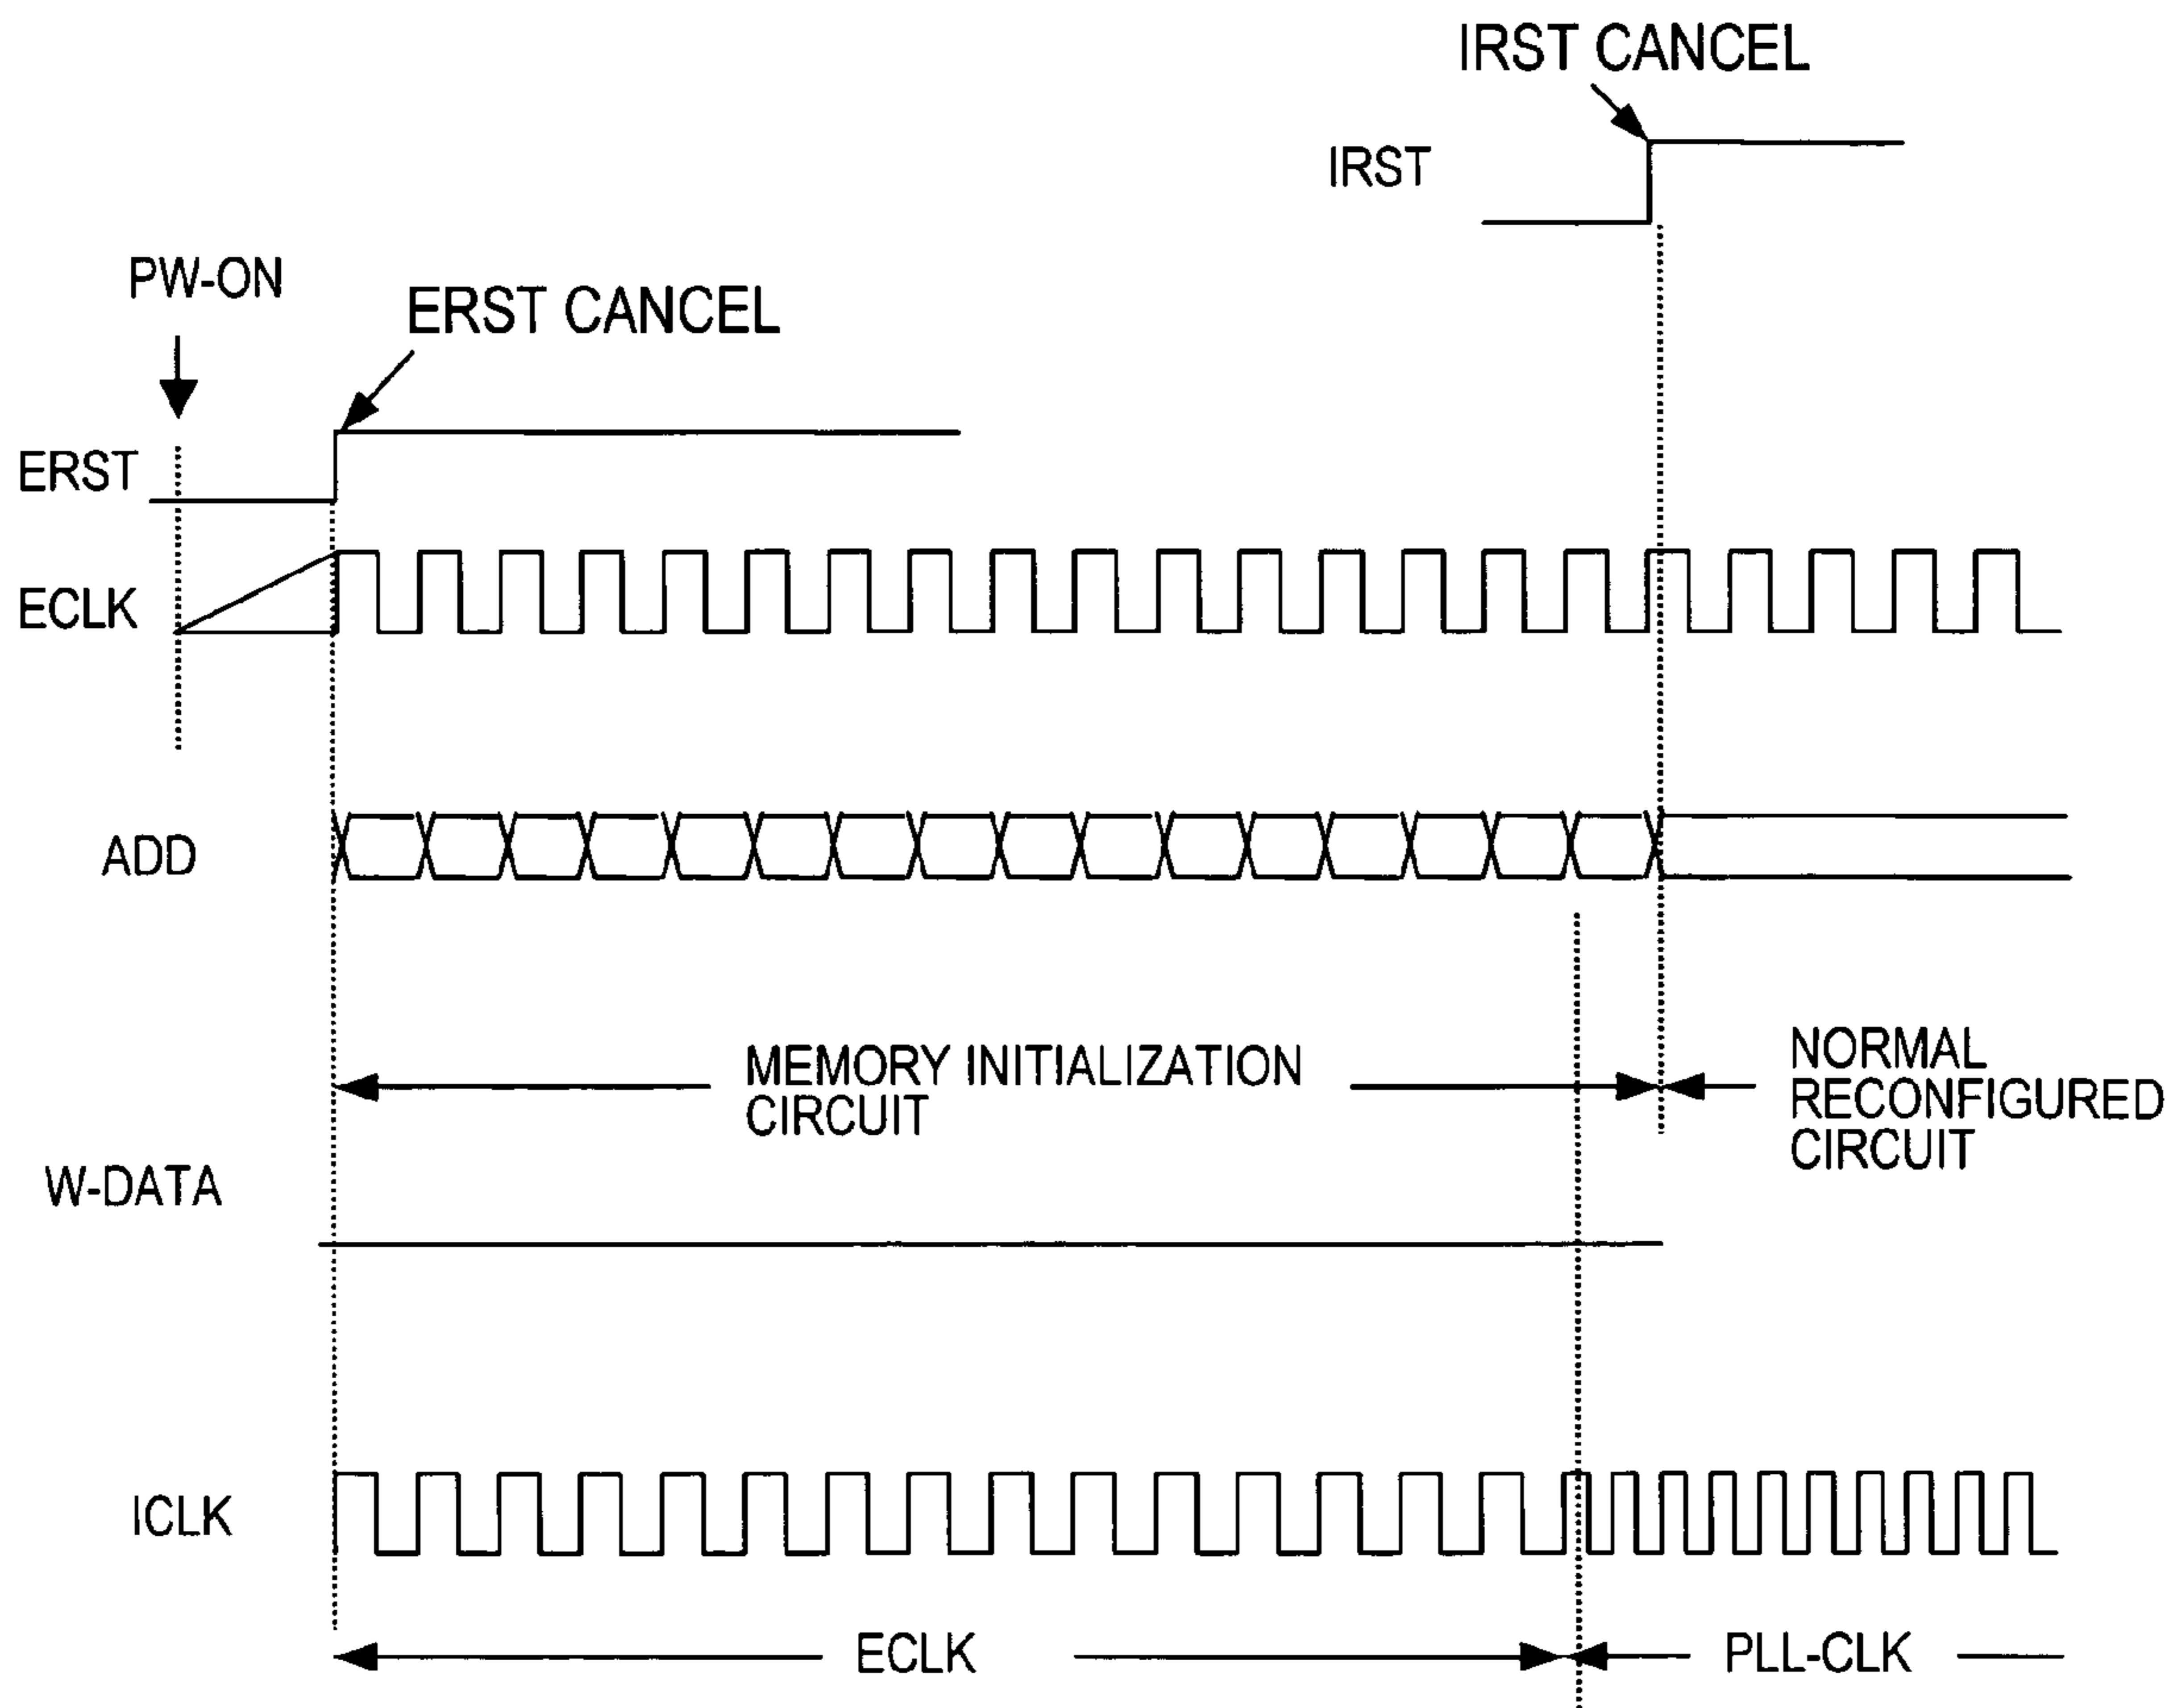 IRST CANCEL
IRST
PW-ON
ERST CANCEL
ERST
ECLK
ADD
MEMORY INITIALIZATION
CIRCUIT
NORMAL
RECONFIGURED
CIRCUIT
W-DATA
ICLK
ECLK
PLL-CLK